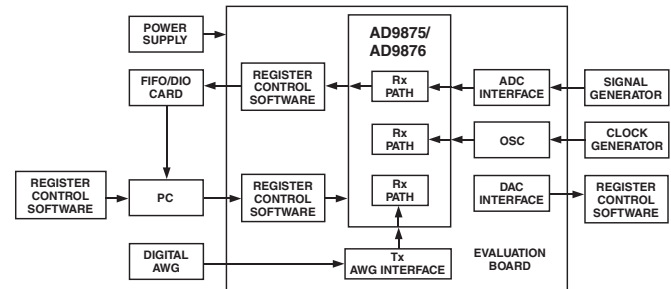 POWER
SUPPLY
AD9875/
AD9876
FIFO/DIO
CARD
REGISTER
CONTROL
SOFTWARE
Rx
PATH
ADC
INTERFACE
SIGNAL
GENERATOR
Rx
PATH
OSC
CLOCK
GENERATOR
REGISTER
CONTROL
SOFTWARE
PC
REGISTER
CONTROL
SOFTWARE
Rx
PATH
DAC
INTERFACE
REGISTER
CONTROL
SOFTWARE
DIGITAL
AWG
Tx
AWG INTERFACE
EVALUATION
BOARD